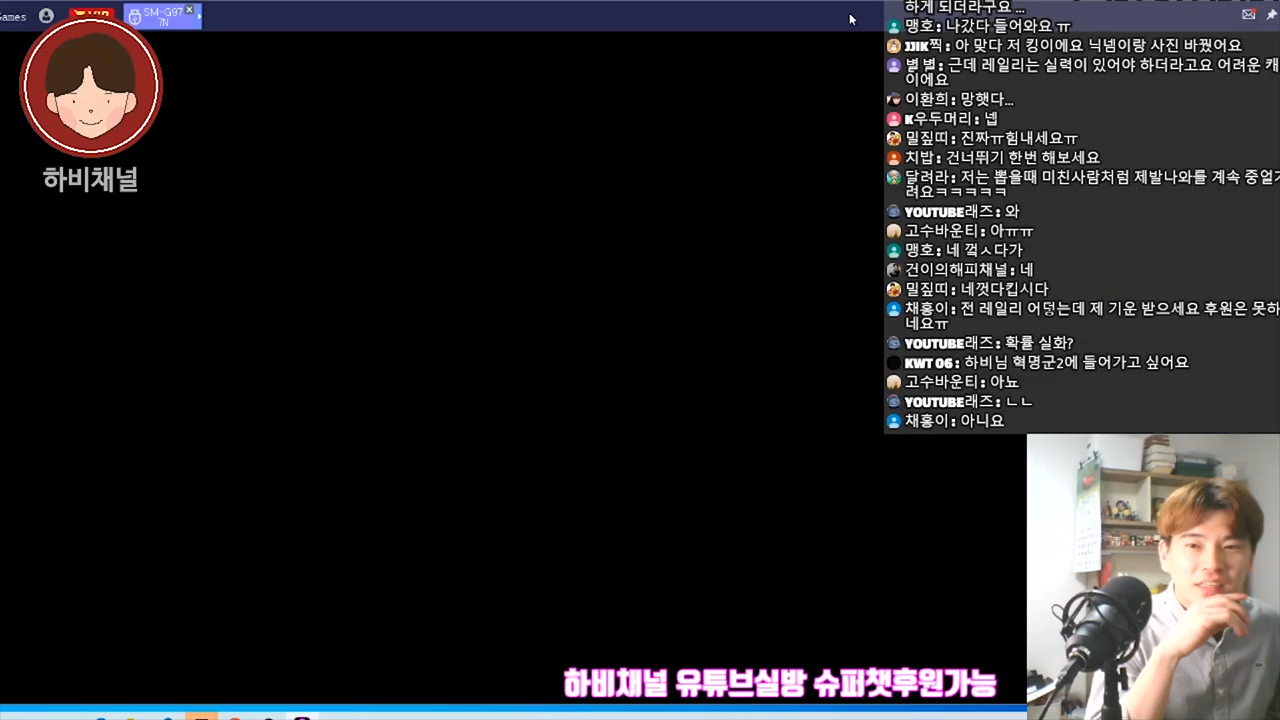 Games
VIP
SM-G97
7N
하비채널
하게 되더라구요...
맹호: 나갔다 들어와요 ㅠ
JJIK찍: 아 맞다 저 킹이에요 닉넴이랑 사진 바꿨어요
별 별: 근데 레일리는 실력이 있어야 하더라고요 어려운 캐
이에요
이환희: 망햇다...
K우두머리: 넵
밀짚띠: 진짜ㅠ힘내세요ㅠ
치밥: 건너뛰기 한번 해보세요
달려라: 저는 뽑을때 미친사람처럼 제발나와를 계속 중얼거
려요ㅋㅋㅋㅋㅋ
YOUTUBE래즈: 와
고수바운티: 아ㅠㅠ
맹호: 네 꺽ㅅ다가
건이의해피채널: 네
밀짚띠: 네껏다킵시다
채홍이: 전 레일리 어덯는데 제 기운 받으세요 후원은 못하
네요ㅠ
YOUTUBE래즈: 확률 실화?
KWT 06: 하비님 혁명군2에 들어가고 싶어요
고수바운티: 아뇨
YOUTUBE래즈: ㄴㄴ
채홍이: 아니요
하비채널 유튜브실방 슈퍼챗후원가능